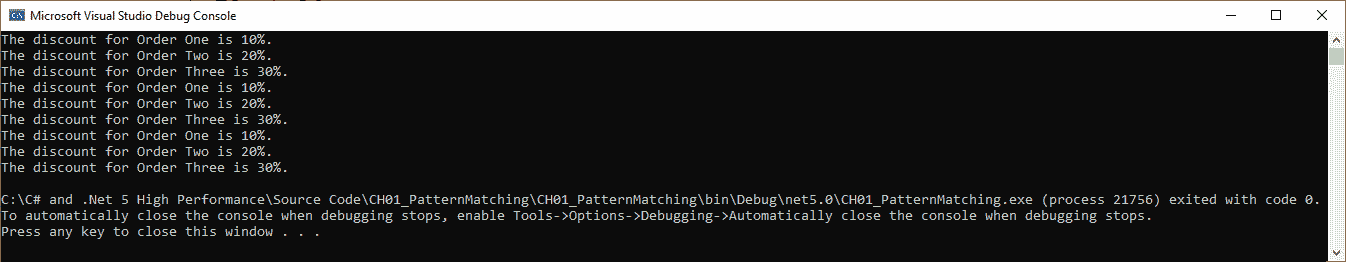 Microsoft Visual Studio Debug Console
The discount for Order One is 10%.
The discount for Order Two is 20%.
The discount for Order Three is 30%.
The discount for Order One is 10%.
The discount for Order Two is 20%.
The discount for Order Three is 30%.
The discount for Order One is 10%.
The discount for Order Two is 20%.
The discount for Order Three is 30%.
C:\C# and .Net 5 High Performance\Source Code\CH01_PatternMatching\CH01_PatternMatching\bin\Debug\net5.0\CH01_PatternMatching.exe (process 21756) exited with code 0.
To automatically close the console when debugging stops, enable Tools->Options->Debugging->Automatically close the console when debugging stops.
Press any key to close this window . . .